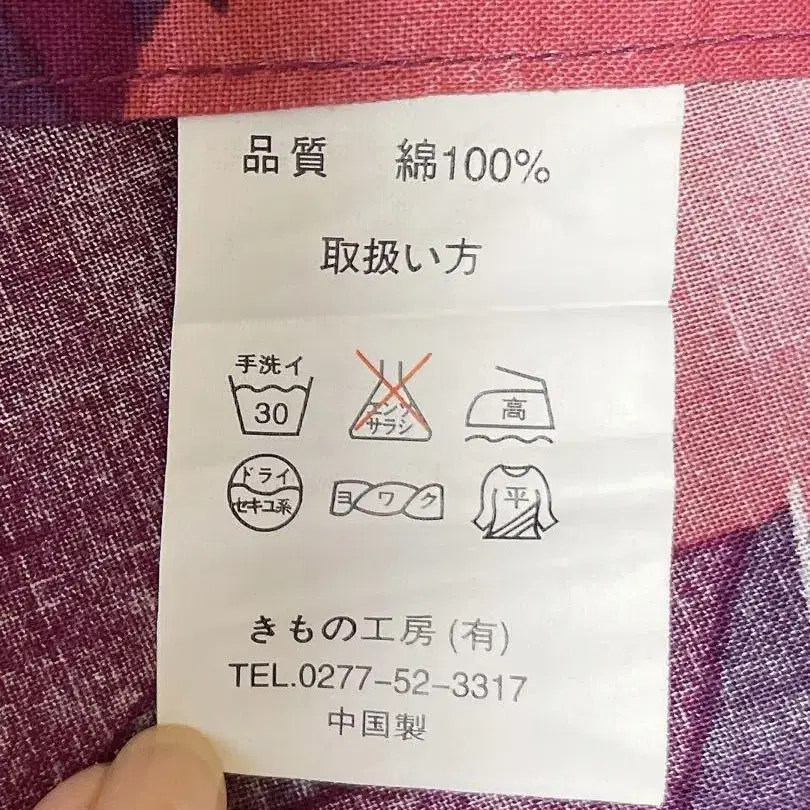 品質 綿100%
取扱い方
手洗イ
30
エンソ
サラシ
高
ドライ
セキユ系
ヨワク
平
きもの工房(有)
TEL.0277-52-3317
中国製